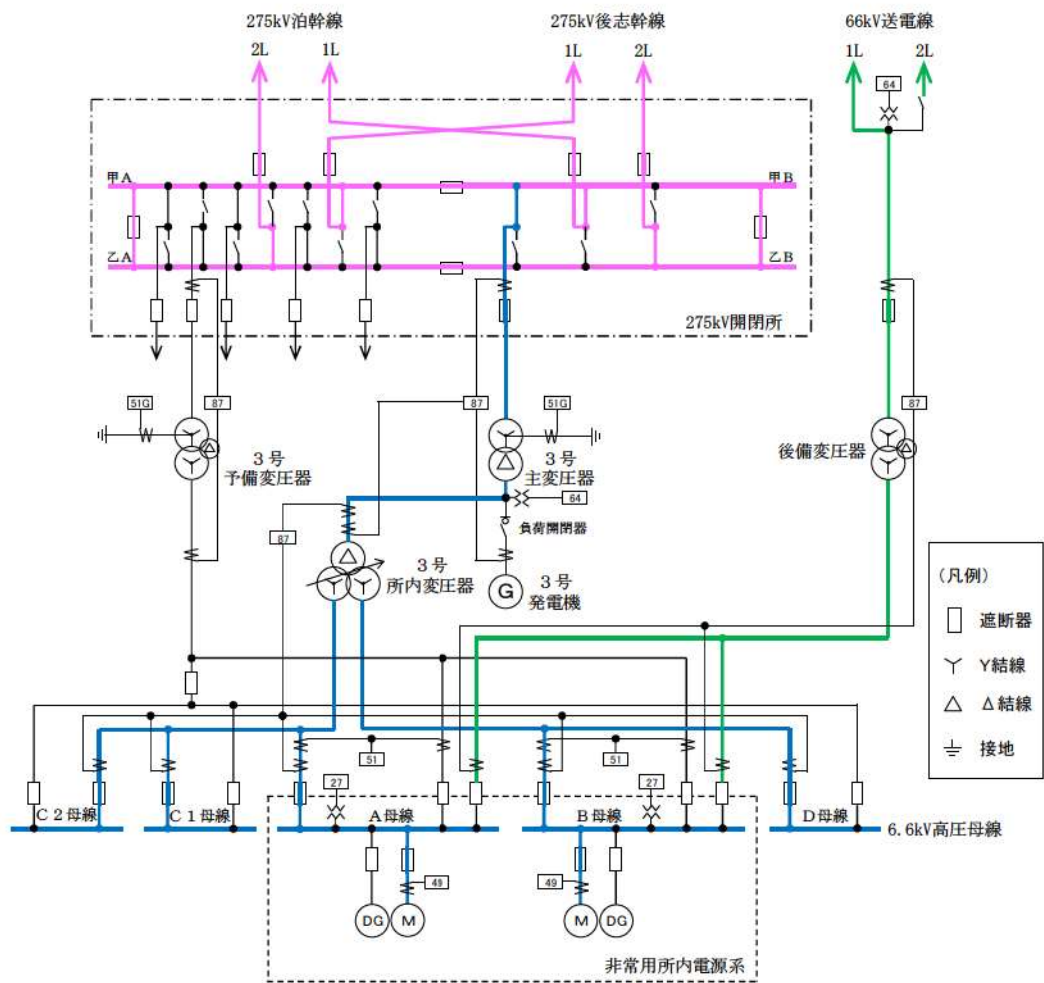 275kV泊幹線
275kV後志幹線
66kV送電線
2L
1L
1L
2L
1L
2L
64
甲A
甲B
乙A
乙B
275kV開閉所
51G
87
87
51G
87
3号
予備変圧器
3号
主変圧器
後備変圧器
64
87
負荷開閉器
3号
所内変圧器
G
3号
発電機
(凡例)
遮断器
Y結線
Δ結線
接地
51
51
27
27
C2母線
C1母線
A母線
B母線
D母線
6.6kV高圧母線
49
49
DG
M
M
DG
非常用所内電源系